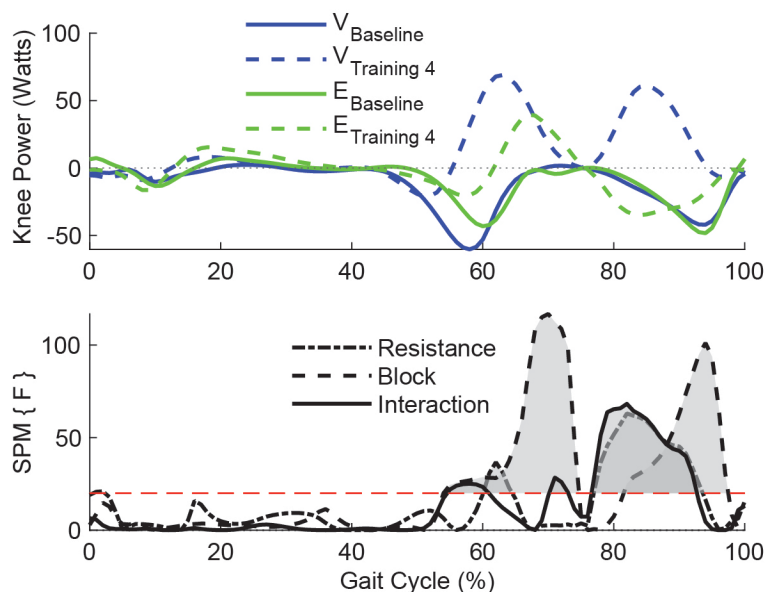 V Baseline
V Training 4
E Baseline
E Training 4
Knee Power (Watts)
100
50
0
-50
0 20 40 60 80 100
Resistance
Block
Interaction
SPM { F }
100
50
0
0 20 40 60 80 100
Gait Cycle (%)